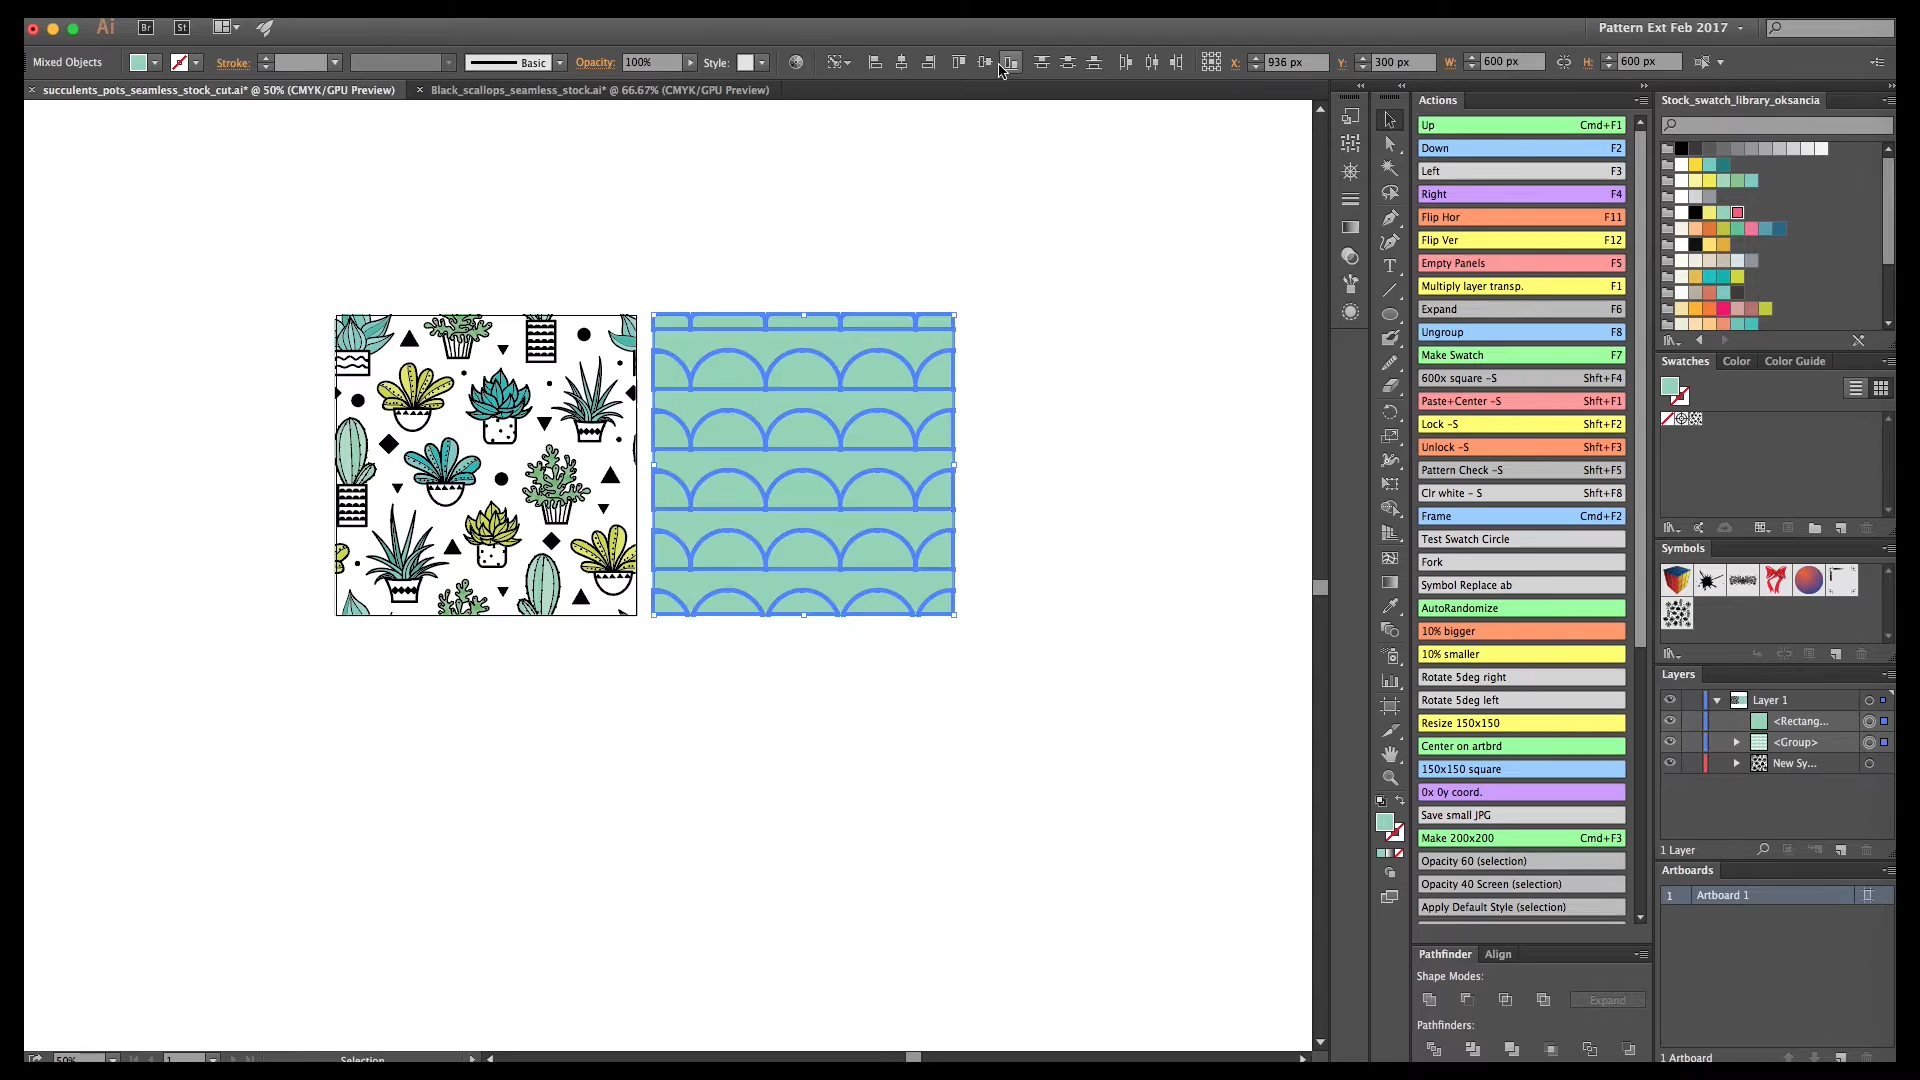 Ai Br St Pattern Ext Feb 2017
Mixed Objects Stroke: Basic Opacity: 100% Style: X: 936 px Y: 300 px W: 600 px H: 600 px
succulents_pots_seamless_stock_cut.ai* @ 50% (CMYK/GPU Preview) Black_scallops_seamless_stock.ai* @ 66.67% (CMYK/GPU Preview)
Actions
Up Cmd+F1
Down F2
Left F3
Right F4
Flip Hor F11
Flip Ver F12
Empty Panels F5
Multiply layer transp. F1
Expand F6
Ungroup F8
Make Swatch F7
600x square -S Shft+F4
Paste+Center -S Shft+F1
Lock -S Shft+F2
Unlock -S Shft+F3
Pattern Check -S Shft+F5
Clr white - S Shft+F8
Frame Cmd+F2
Test Swatch Circle
Fork
Symbol Replace ab
AutoRandomize
10% bigger
10% smaller
Rotate 5deg right
Rotate 5deg left
Resize 150x150
Center on artbrd
150x150 square
0x 0y coord.
Save small JPG
Make 200x200 Cmd+F3
Opacity 60 (selection)
Opacity 40 Screen (selection)
Apply Default Style (selection)
Pathfinder Align
Shape Modes:
Expand
Pathfinders:
Stock_swatch_library_oksancia
Swatches Color Color Guide
Symbols
Layers
Layer 1
<Rectang...
<Group>
New Sy...
1 Layer
Artboards
1 Artboard 1
1 Artboard
50% 1 Selection